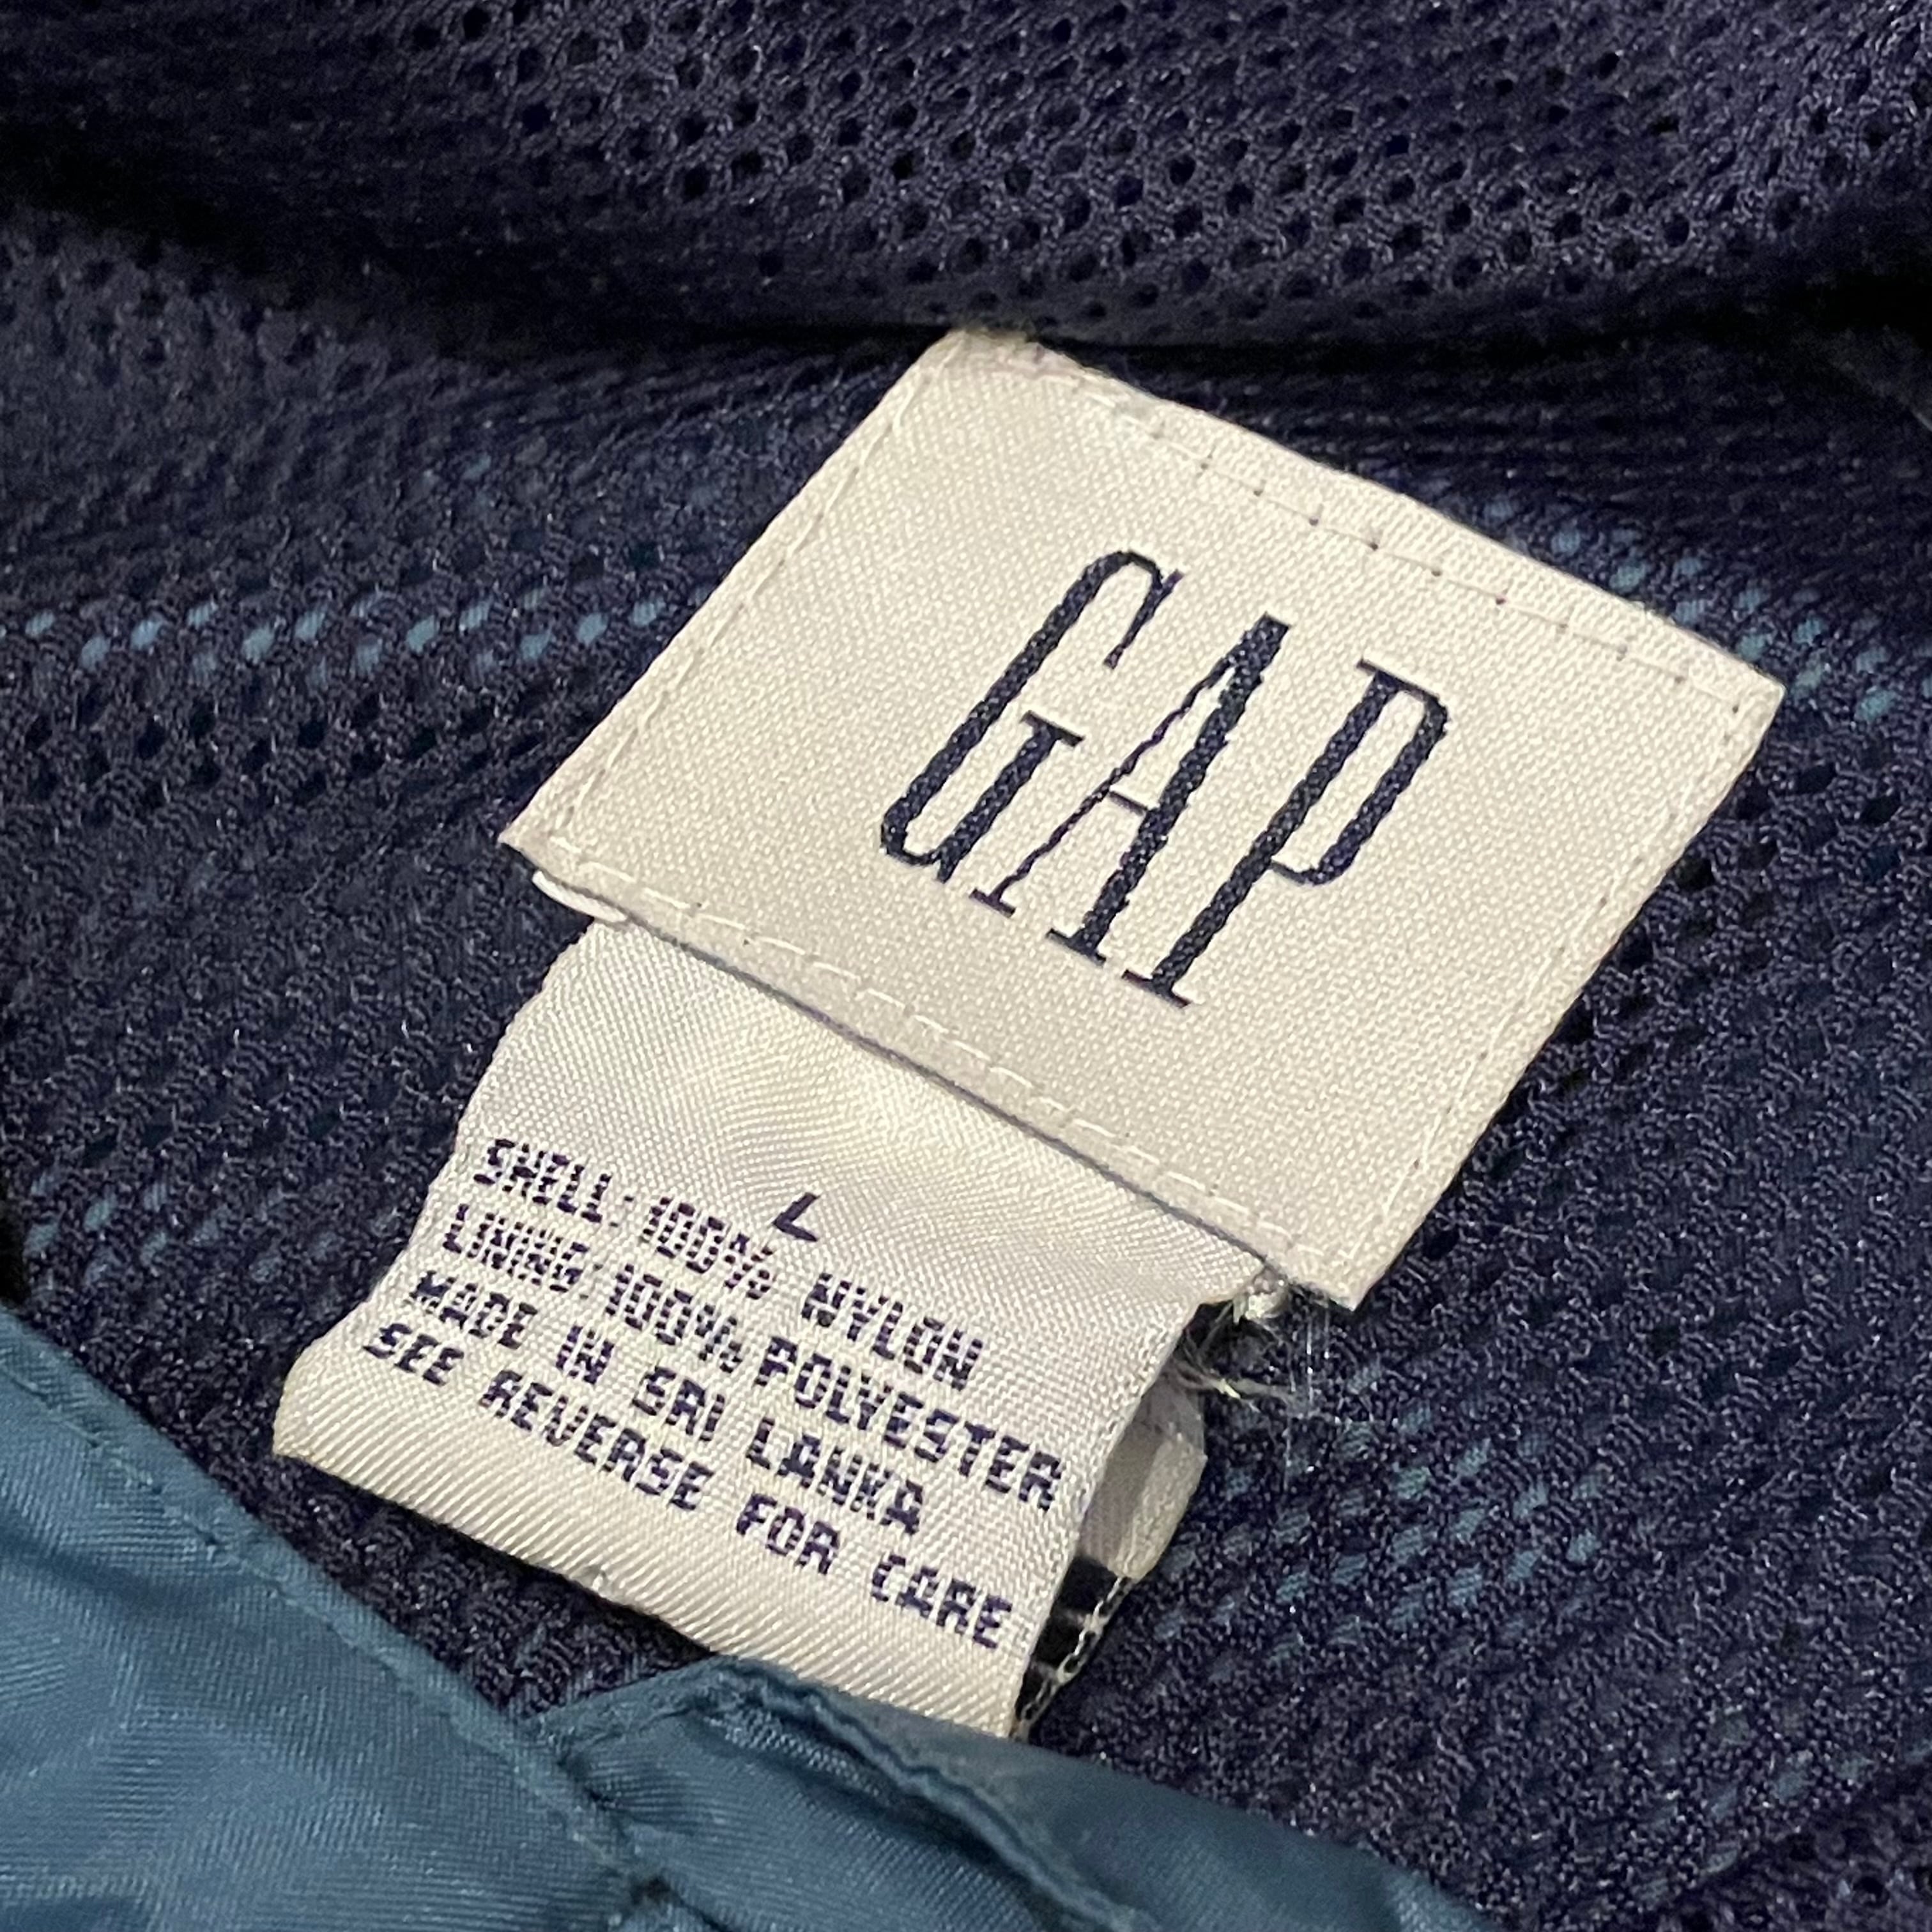 GAP
L
SHELL: 100% NYLON
LINING: 100% POLYESTER
MADE IN SRI LANKA
SEE REVERSE FOR CARE